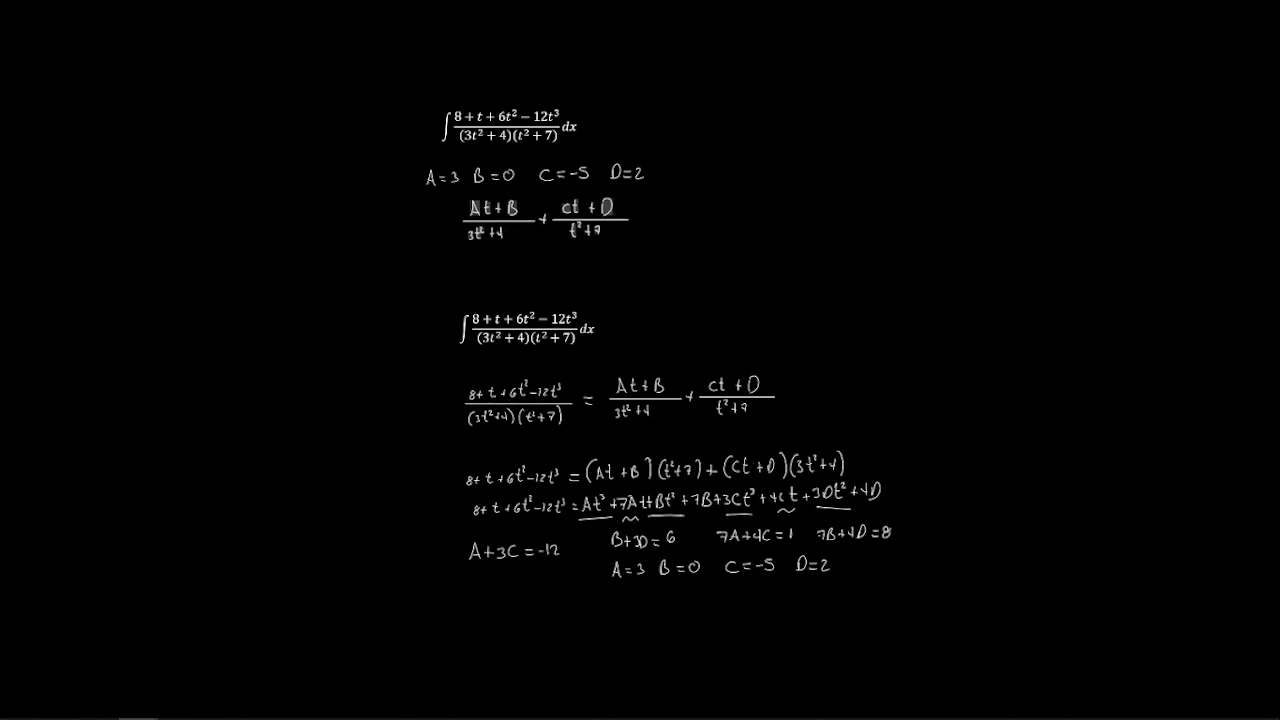 ∫ (8 + t + 6t² − 12t³)/((3t² + 4)(t² + 7)) dx
A = 3 B = 0 C = -5 D = 2
(At + B)/(3t² + 4) + (Ct + D)/(t² + 7)
∫ (8 + t + 6t² − 12t³)/((3t² + 4)(t² + 7)) dx
(8 + t + 6t² − 12t³)/((3t² + 4)(t² + 7)) = (At + B)/(3t² + 4) + (Ct + D)/(t² + 7)
8 + t + 6t² − 12t³ = (At + B)(t² + 7) + (Ct + D)(3t² + 4)
8 + t + 6t² − 12t³ = At³ + 7At + Bt² + 7B + 3Ct³ + 4Ct + 3Dt² + 4D
A + 3C = -12 B + 3D = 6 7A + 4C = 1 7B + 4D = 8
A = 3 B = 0 C = -5 D = 2